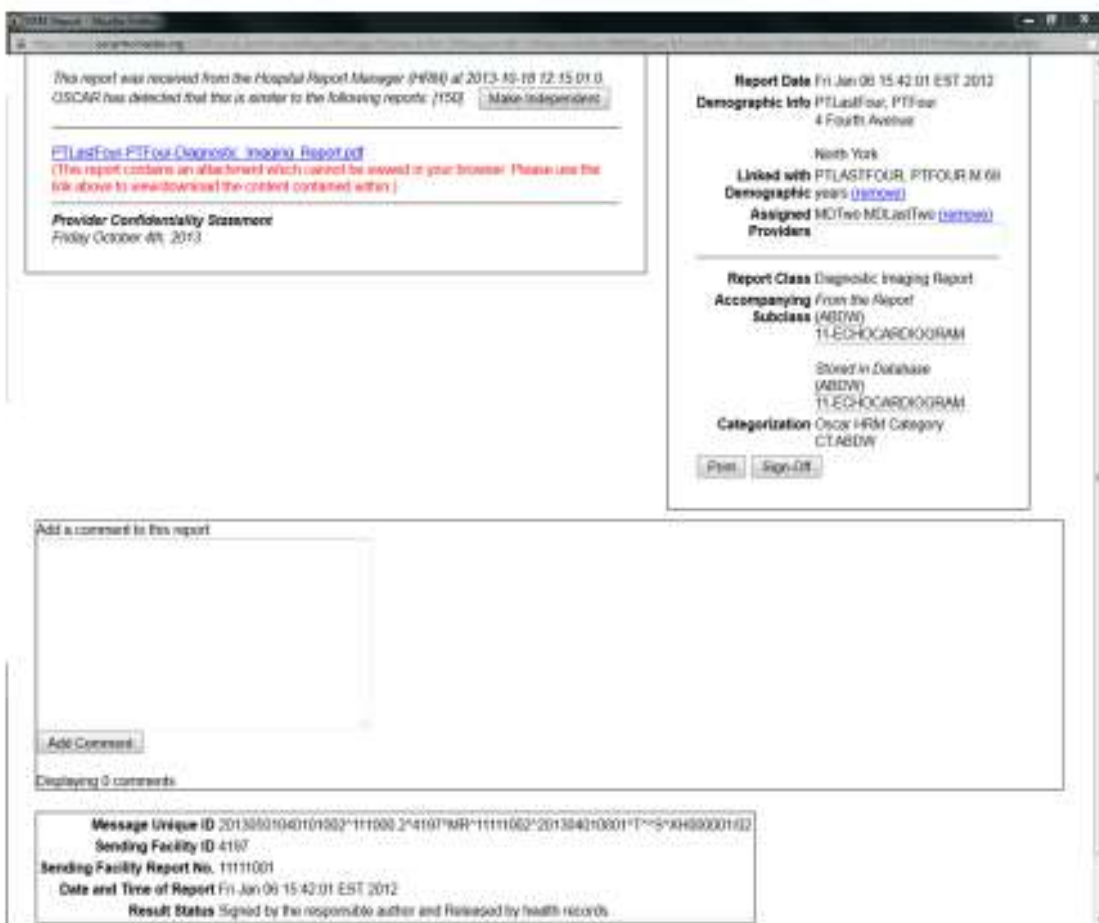 HRM Report - Mozilla Firefox
This report was received from the Hospital Report Manager (HRM) at 2013-10-18 12:15:01.0.
OSCAR has detected that this is similar to the following reports: [150] Make Independent
PTLastFour-PTFour-Diagnostic_Imaging_Report.pdf
(This report contains an attachment which cannot be viewed in your browser. Please use the
link above to view/download the content contained within.)
Provider Confidentiality Statement
Friday October 4th, 2013
Report Date Fri Jan 06 15:42:01 EST 2012
Demographic Info PTLastFour, PTFour
4 Fourth Avenue
North York
Linked with PTLASTFOUR, PTFOUR M 68
Demographic years (remove)
Assigned MDTwo MDLastTwo (remove)
Providers
Report Class Diagnostic Imaging Report
Accompanying From the Report
Subclass (ABDW)
11-ECHOCARDIOGRAM
Stored in Database
(ABDW)
11-ECHOCARDIOGRAM
Categorization Oscar HRM Category
CT:ABDW
Print Sign-Off
Add a comment to this report
Add Comment
Displaying 0 comments
Message Unique ID
Sending Facility ID 4197
Sending Facility Report No. 11111001
Date and Time of Report Fri Jan 06 15:42:01 EST 2012
Result Status Signed by the responsible author and Released by health records